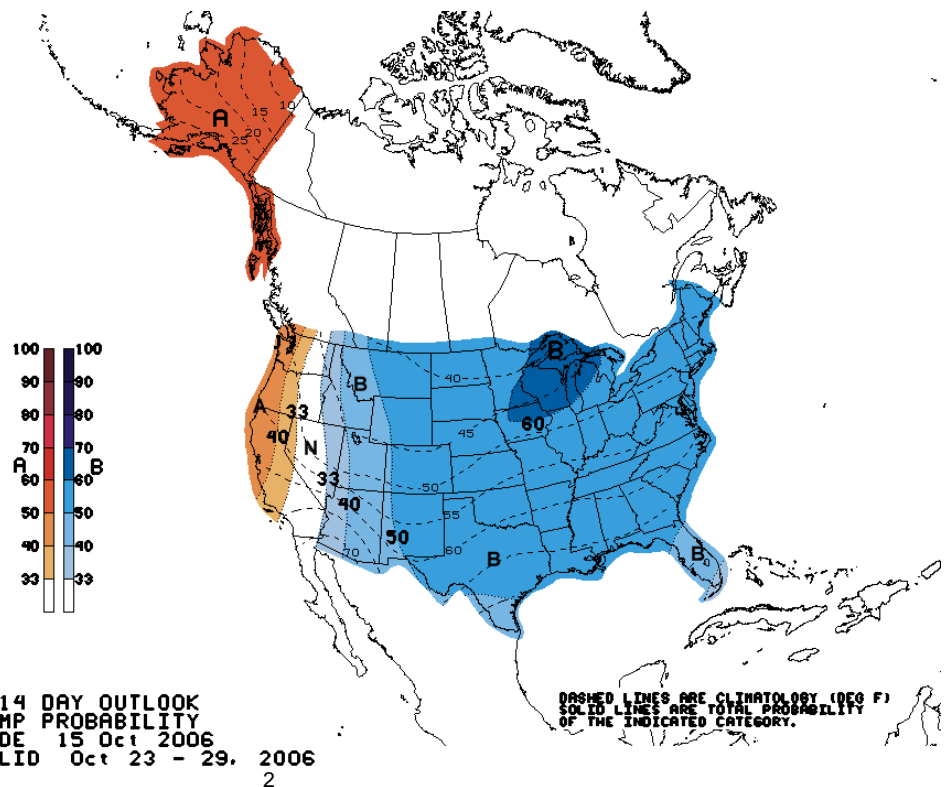 A
10
15
20
25
100 100
90 90
80 80
70 70
A B
60 60
50 50
40 40
33 33
A
33
40
N
B
33
40
50
70
40
45
50
55
60
B
60
B
B
14 DAY OUTLOOK
MP PROBABILITY
DE 15 Oct 2006
LID Oct 23 - 29, 2006
2
DASHED LINES ARE CLIMATOLOGY (DEG F)
SOLID LINES ARE TOTAL PROBABILITY
OF THE INDICATED CATEGORY.